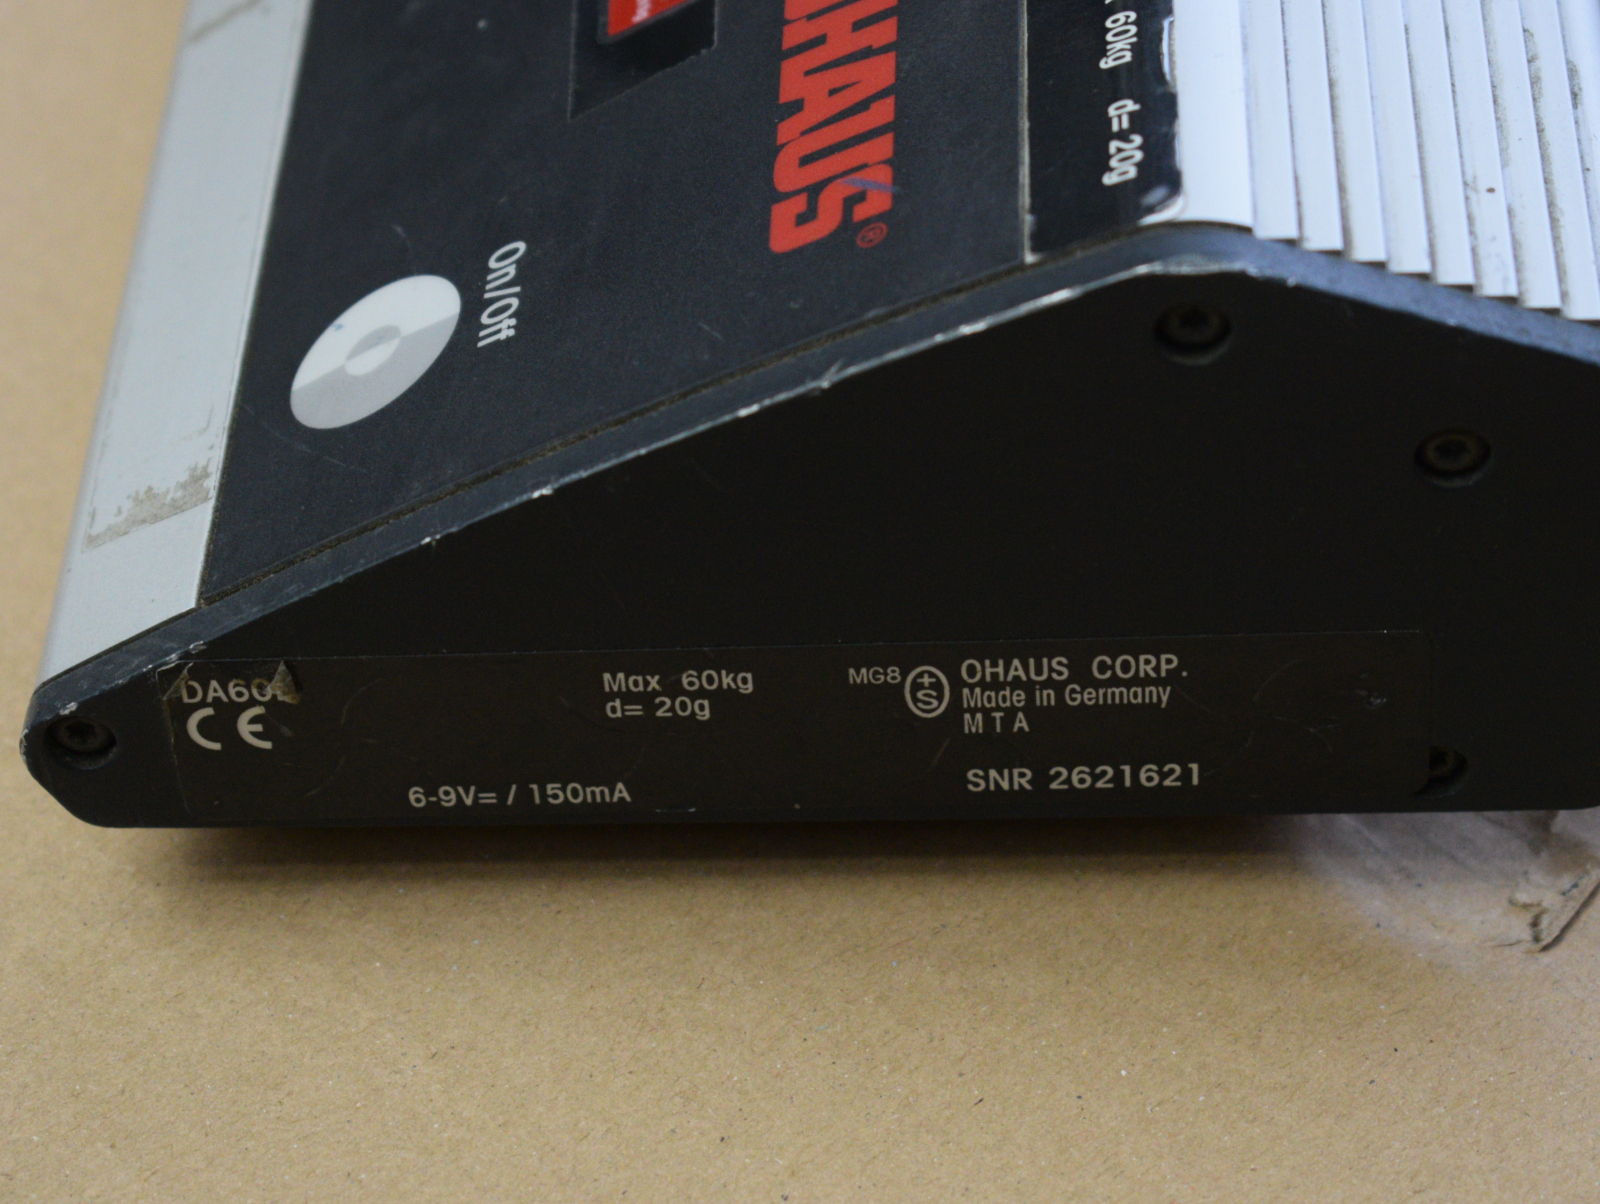 OHAUS®
60kg d= 20g
On/Off
CE
Max 60kg
d= 20g
6-9V= / 150mA
MG8
OHAUS CORP.
Made in Germany
M T A
SNR 2621621